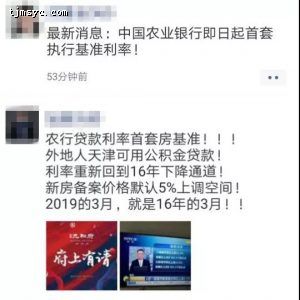 www.tjmsyc.com
最新消息：中国农业银行即日起首套
执行基准利率！
53分钟前
农行贷款利率首套房基准！！！
外地人天津可用公积金贷款！
利率重新回到16年下降通道！
新房备案价格默认5%上调空间！
2019的3月，就是16年的3月！！
府上有请